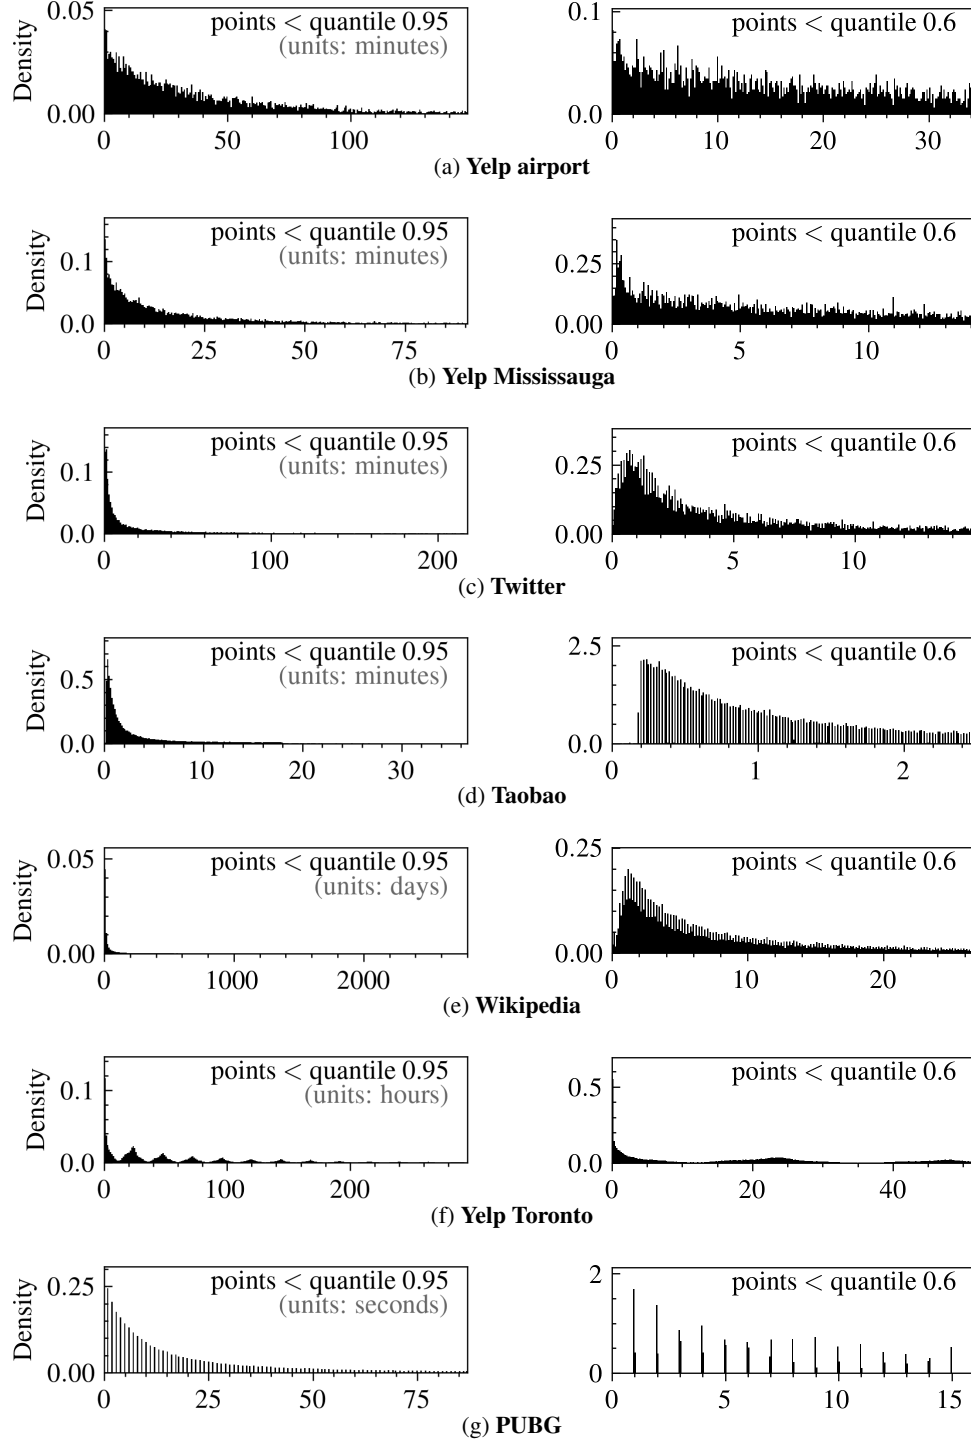 0.05
points < quantile 0.95
(units: minutes)
Density
0.00
0 50 100
0.1
points < quantile 0.6
0
0 10 20 30
(a) Yelp airport
points < quantile 0.95
(units: minutes)
Density
0.1
0.0
0 25 50 75
points < quantile 0.6
0.25
0.00
0 5 10
(b) Yelp Mississauga
points < quantile 0.95
(units: minutes)
Density
0.1
0.0
0 100 200
points < quantile 0.6
0.25
0.00
0 5 10
(c) Twitter
points < quantile 0.95
(units: minutes)
Density
0.5
0.0
0 10 20 30
2.5
points < quantile 0.6
0.0
0 1 2
(d) Taobao
0.05
points < quantile 0.95
(units: days)
Density
0.00
0 1000 2000
0.25
points < quantile 0.6
0.00
0 10 20
(e) Wikipedia
points < quantile 0.95
(units: hours)
Density
0.1
0.0
0 100 200
points < quantile 0.6
0.5
0.0
0 20 40
(f) Yelp Toronto
points < quantile 0.95
(units: seconds)
Density
0.25
0.00
0 25 50 75
2
points < quantile 0.6
0
0 5 10 15
(g) PUBG